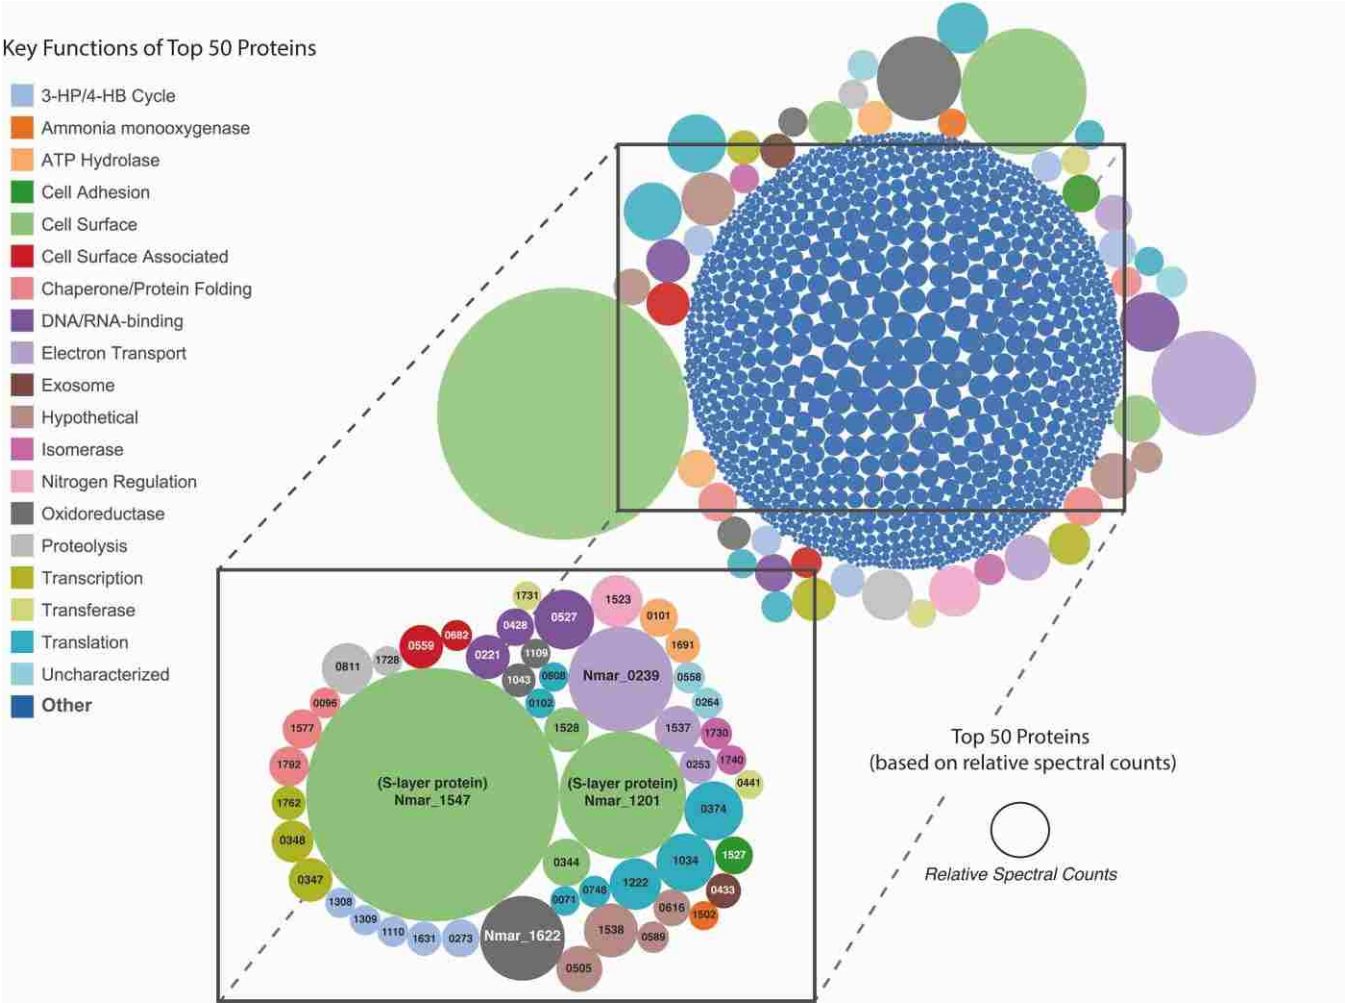 Key Functions of Top 50 Proteins
3-HP/4-HB Cycle
Ammonia monooxygenase
ATP Hydrolase
Cell Adhesion
Cell Surface
Cell Surface Associated
Chaperone/Protein Folding
DNA/RNA-binding
Electron Transport
Exosome
Hypothetical
Isomerase
Nitrogen Regulation
Oxidoreductase
Proteolysis
Transcription
Transferase
Translation
Uncharacterized
Other
1731
1523
0527
0101
0428
0682
0559
1691
0221
1109
0811
1728
Nmar_0239
0558
1043
0608
0096
0102
0264
1577
1528
1537
1730
1792
0253
1740
(S-layer protein)
Nmar_1547
(S-layer protein)
Nmar_1201
0441
1762
0374
0348
1034
1527
0344
0347
1222
0748
0433
0071
1308
0616
1502
1309
1110
1631
0273
Nmar_1622
1538
0589
0505
Top 50 Proteins
(based on relative spectral counts)
Relative Spectral Counts